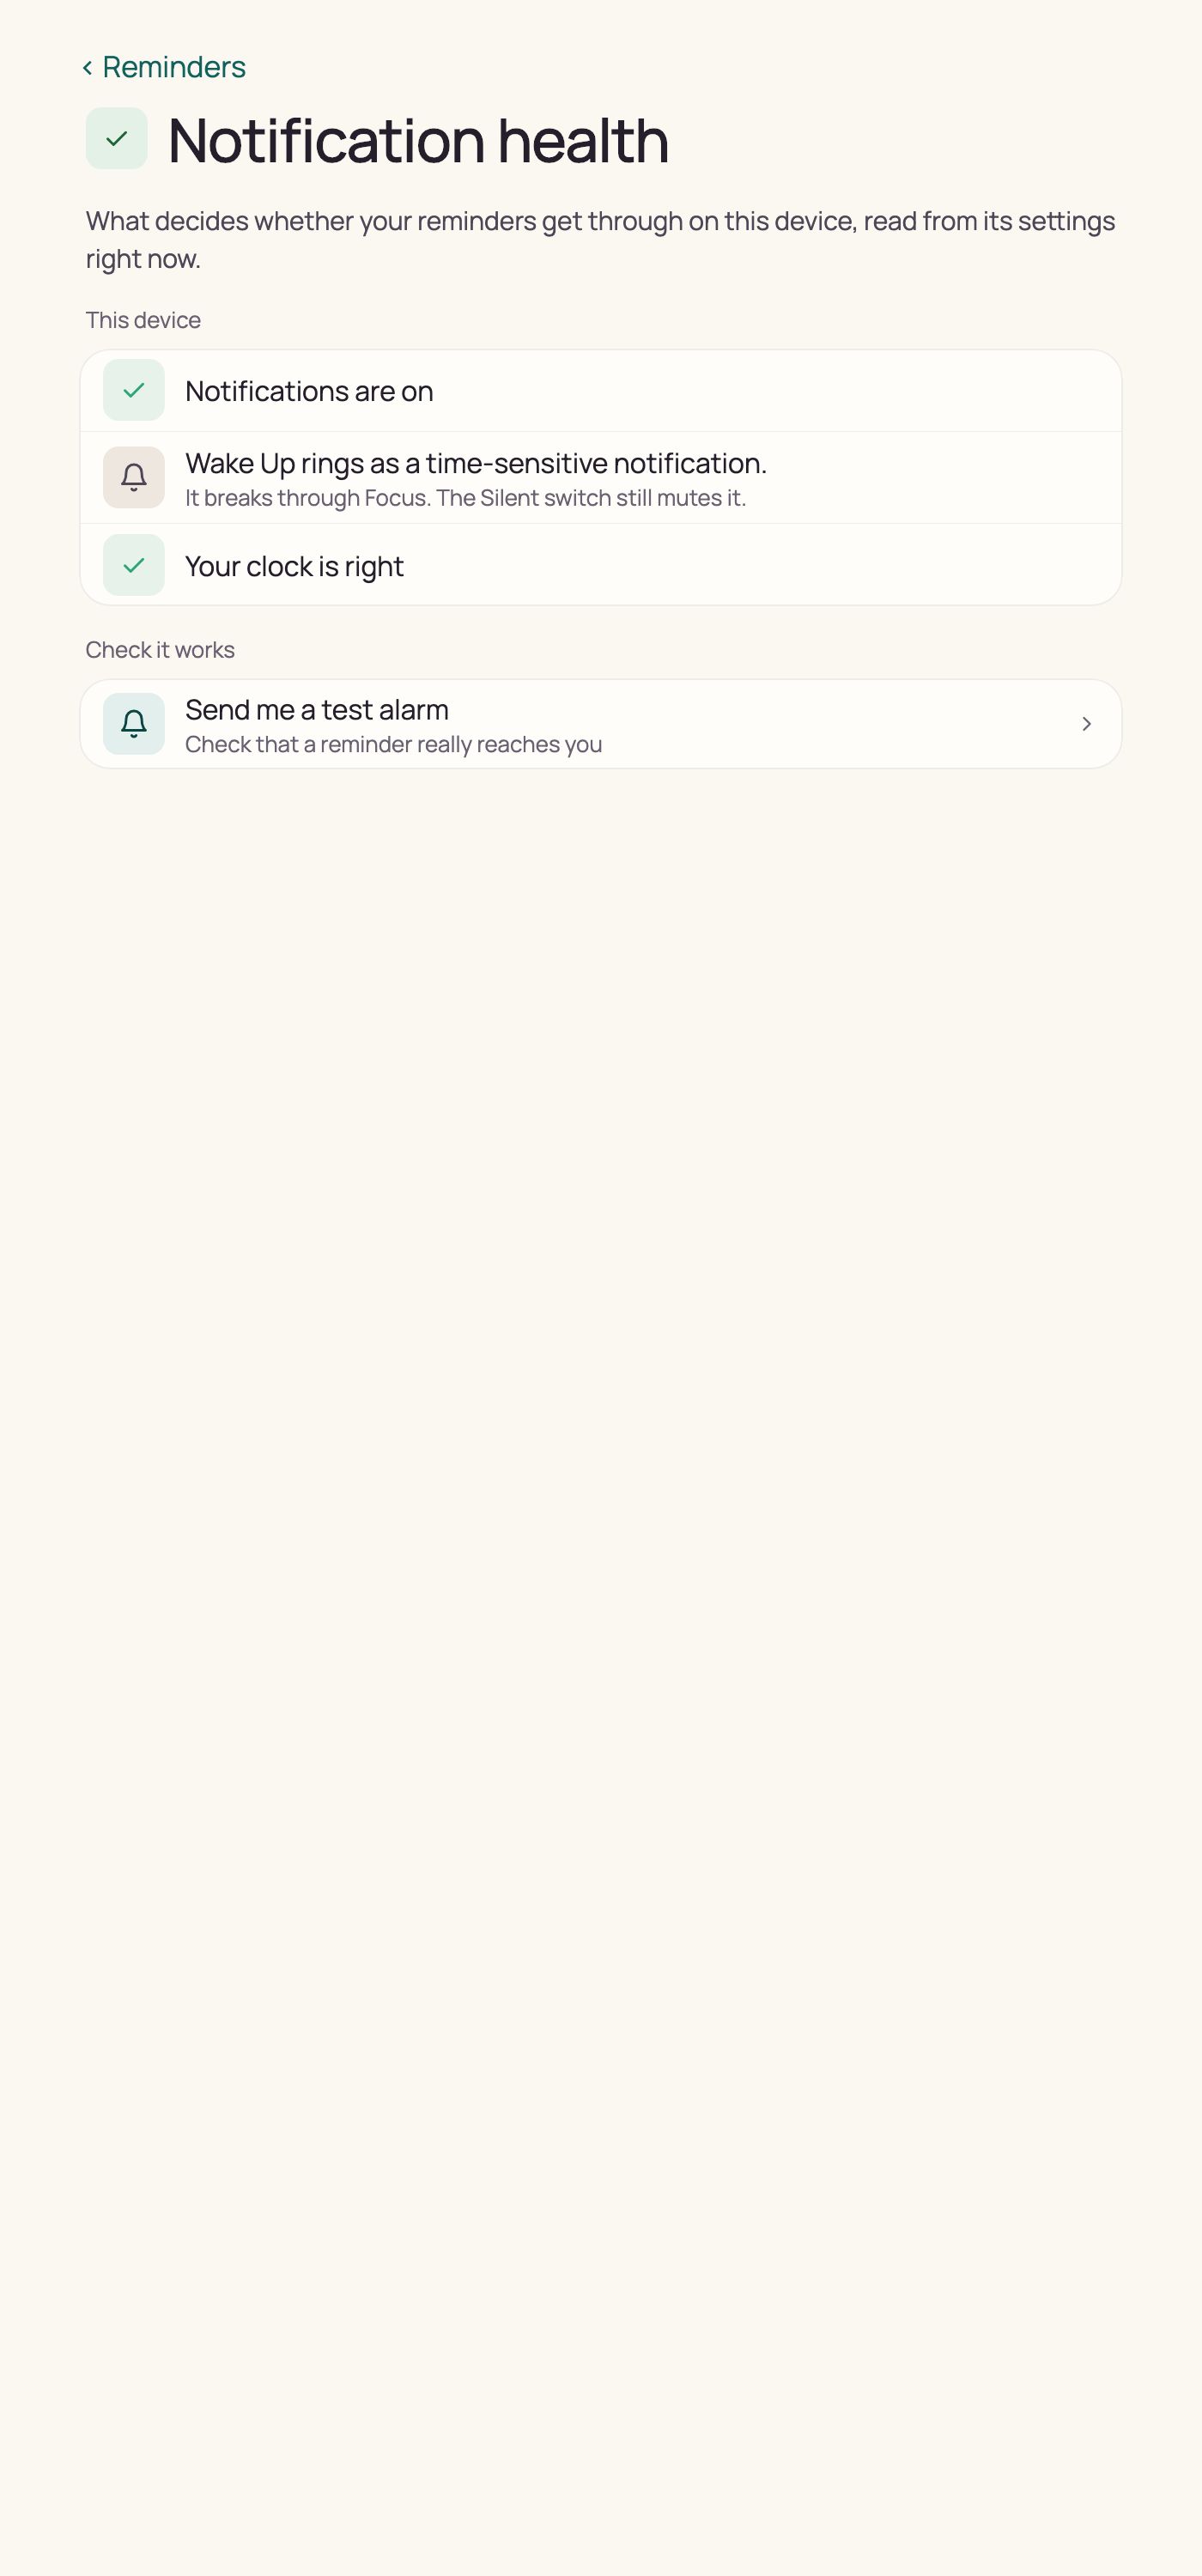 Reminders
Notification health
What decides whether your reminders get through on this device, read from its settings
right now.
This device
Notifications are on
Wake Up rings as a time-sensitive notification.
It breaks through Focus. The Silent switch still mutes it.
Your clock is right
Check it works
Send me a test alarm
Check that a reminder really reaches you